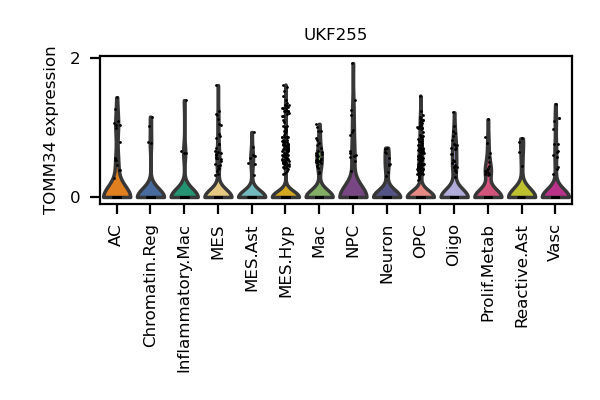 UKF255
TOMM34 expression
2
0
AC
Chromatin.Reg
Inflammatory.Mac
MES
MES.Ast
MES.Hyp
Mac
NPC
Neuron
OPC
Oligo
Prolif.Metab
Reactive.Ast
Vasc